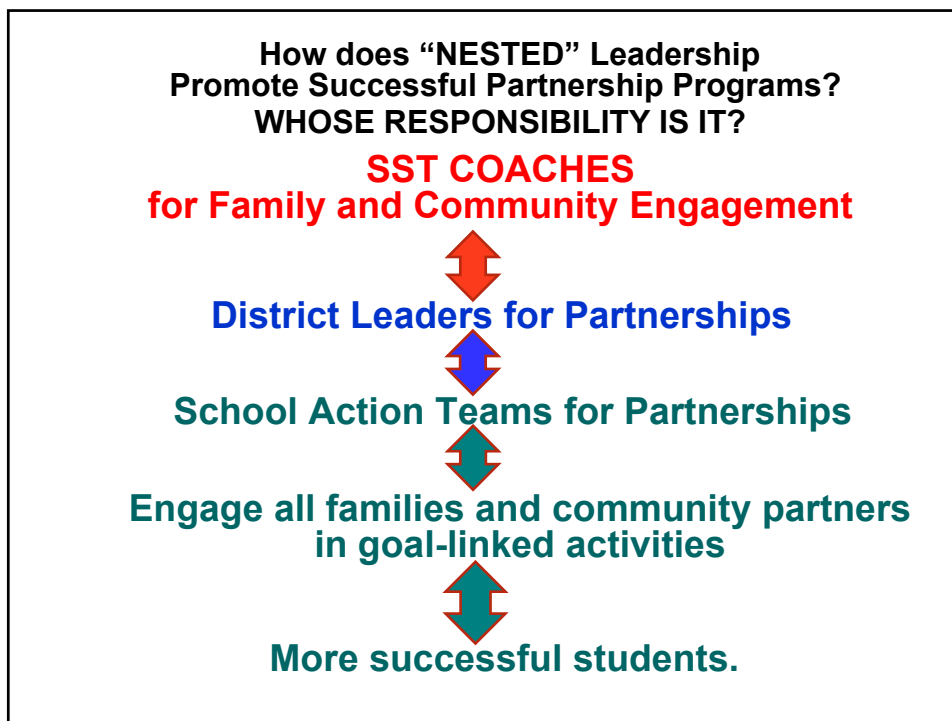 How does “NESTED” Leadership
Promote Successful Partnership Programs?
WHOSE RESPONSIBILITY IS IT?
SST COACHES
for Family and Community Engagement
District Leaders for Partnerships
School Action Teams for Partnerships
Engage all families and community partners
in goal-linked activities
More successful students.